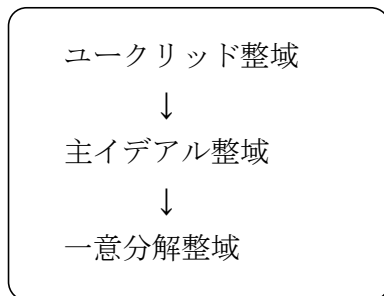 ユークリッド整域
↓
主イデアル整域
↓
一意分解整域